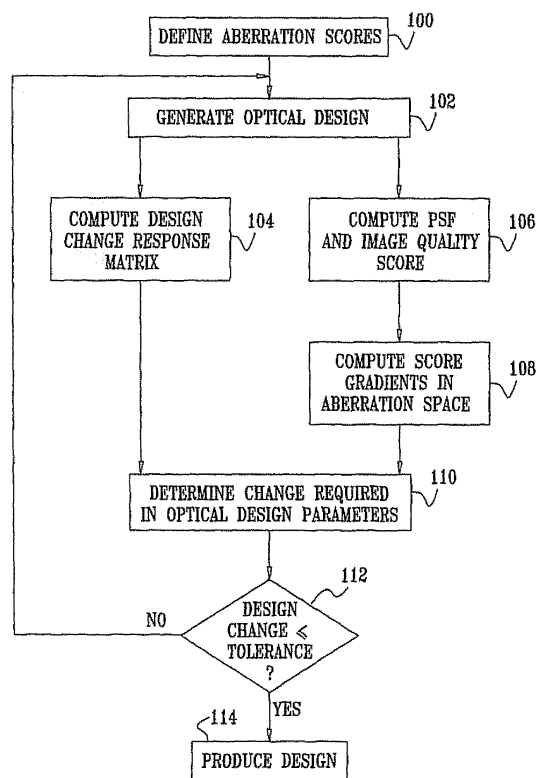 DEFINE ABERRATION SCORES
100
GENERATE OPTICAL DESIGN
102
COMPUTE DESIGN
CHANGE RESPONSE
MATRIX
104
COMPUTE PSF
AND IMAGE QUALITY
SCORE
106
COMPUTE SCORE
GRADIENTS IN
ABERRATION SPACE
108
DETERMINE CHANGE REQUIRED
IN OPTICAL DESIGN PARAMETERS
110
DESIGN
CHANGE ⩽
TOLERANCE
?
112
NO
YES
114
PRODUCE DESIGN